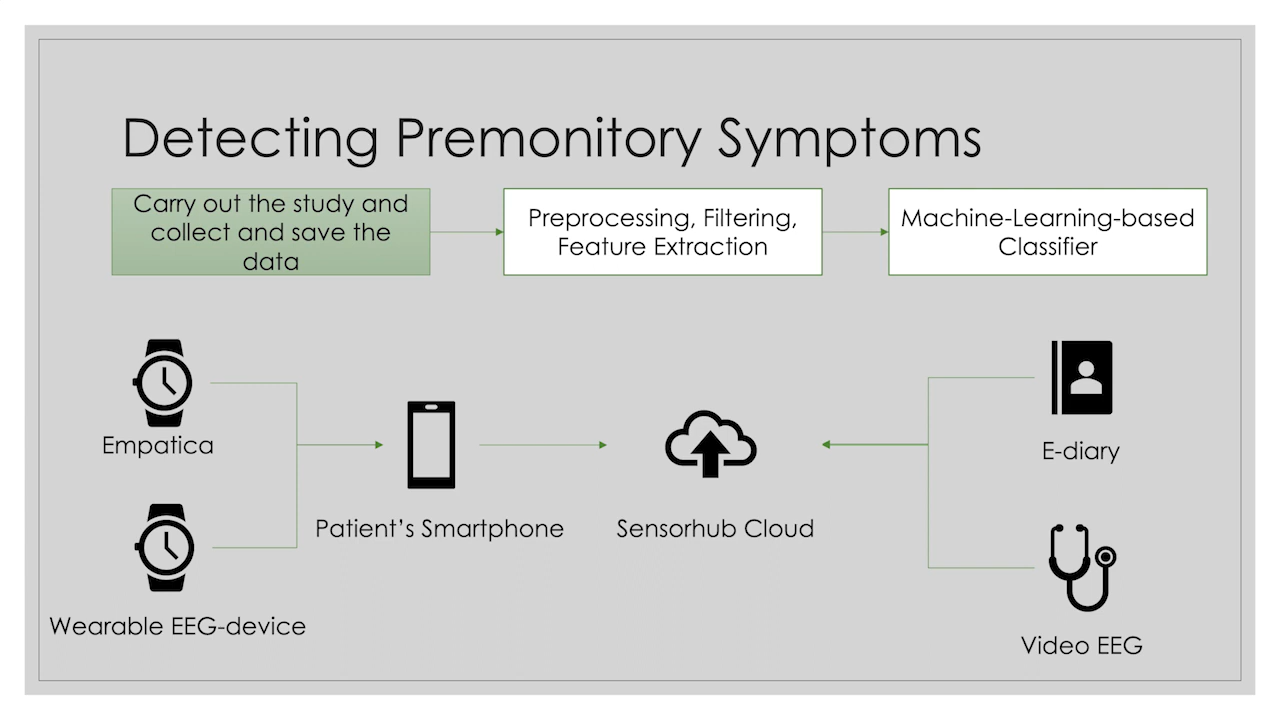 Detecting Premonitory Symptoms
Carry out the study and
collect and save the
data
Preprocessing, Filtering,
Feature Extraction
Machine-Learning-based
Classifier
Empatica
Wearable EEG-device
Patient’s Smartphone
Sensorhub Cloud
E-diary
Video EEG